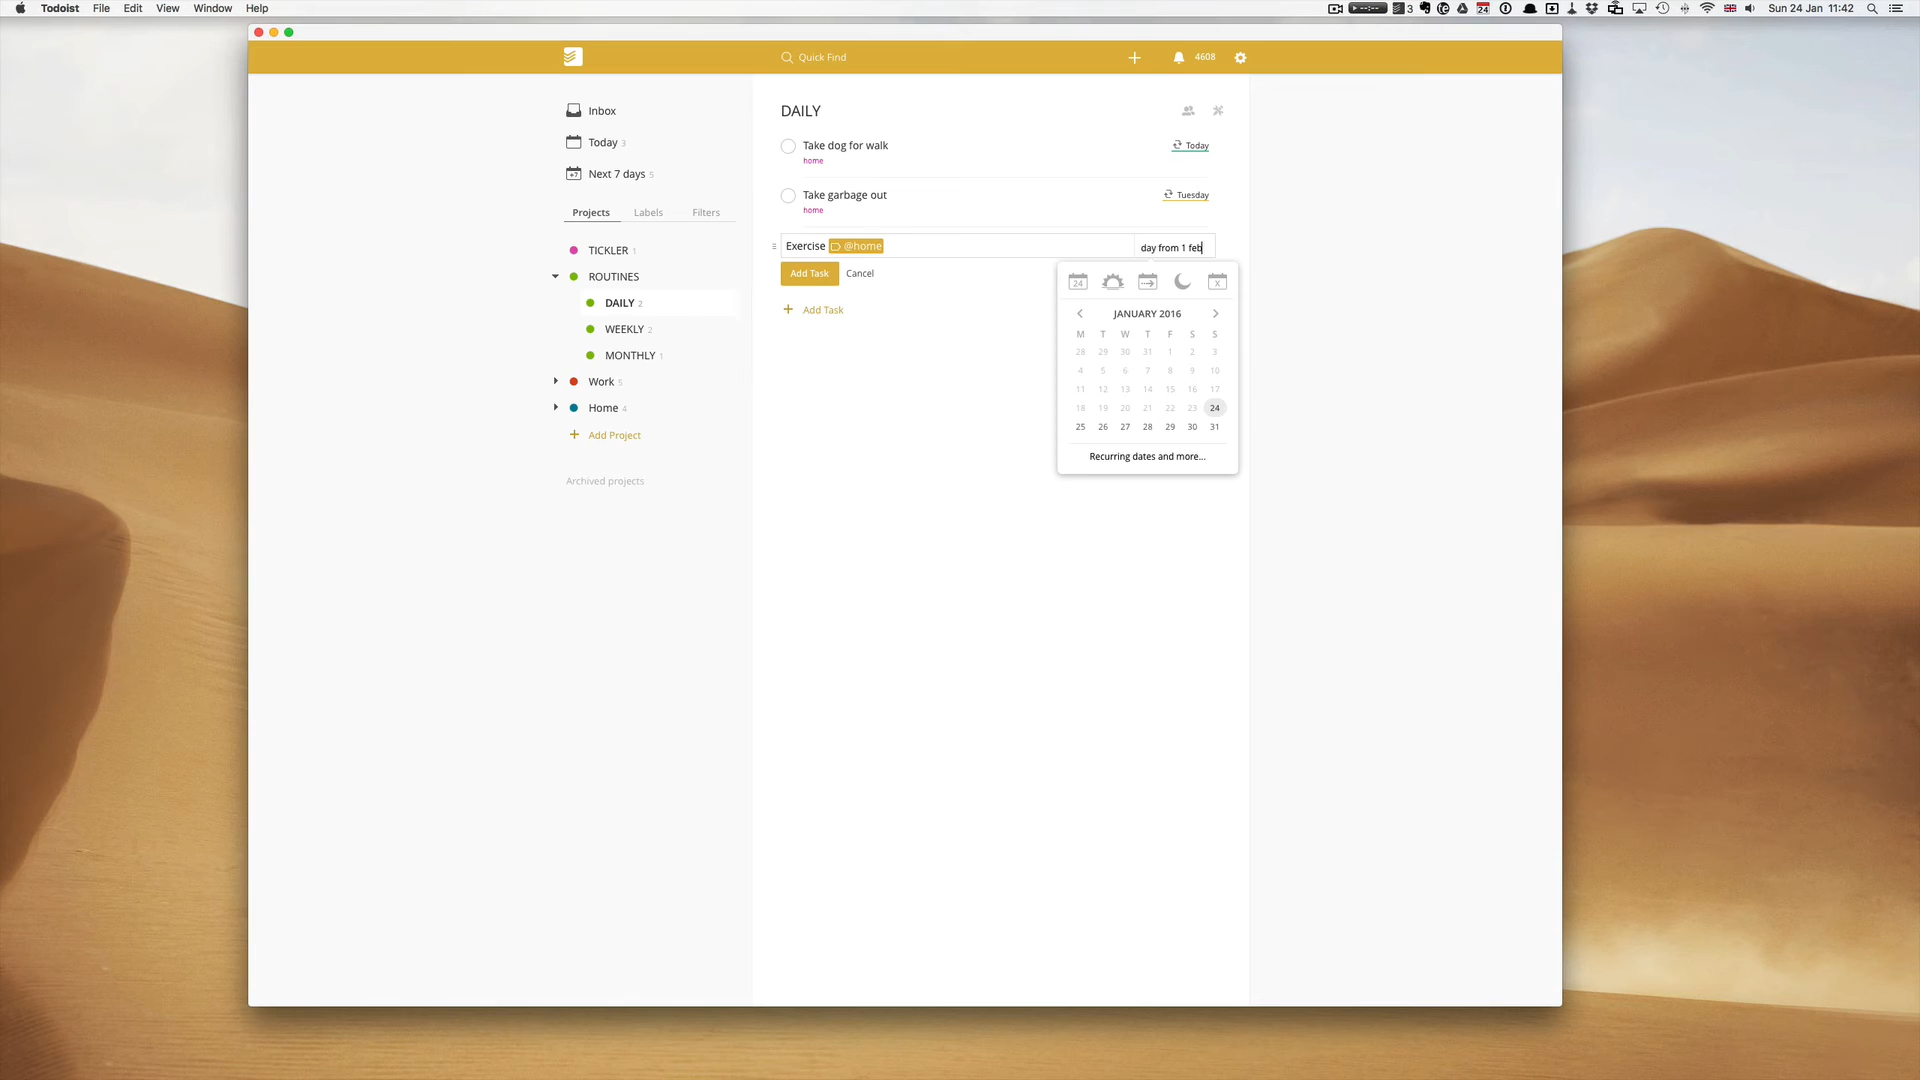 Todoist File Edit View Window Help
3 24 Sun 24 Jan 11:42
Quick Find
4608
Inbox
Today 3
+7 Next 7 days 5
Projects Labels Filters
TICKLER 1
ROUTINES
DAILY 2
WEEKLY 2
MONTHLY 1
Work 5
Home 4
+ Add Project
Archived projects
DAILY
Take dog for walk Today
home
Take garbage out Tuesday
home
Exercise @home day from 1 feb
Add Task Cancel
+ Add Task
24 X
JANUARY 2016
M T W T F S S
28 29 30 31 1 2 3
4 5 6 7 8 9 10
11 12 13 14 15 16 17
18 19 20 21 22 23 24
25 26 27 28 29 30 31
Recurring dates and more...